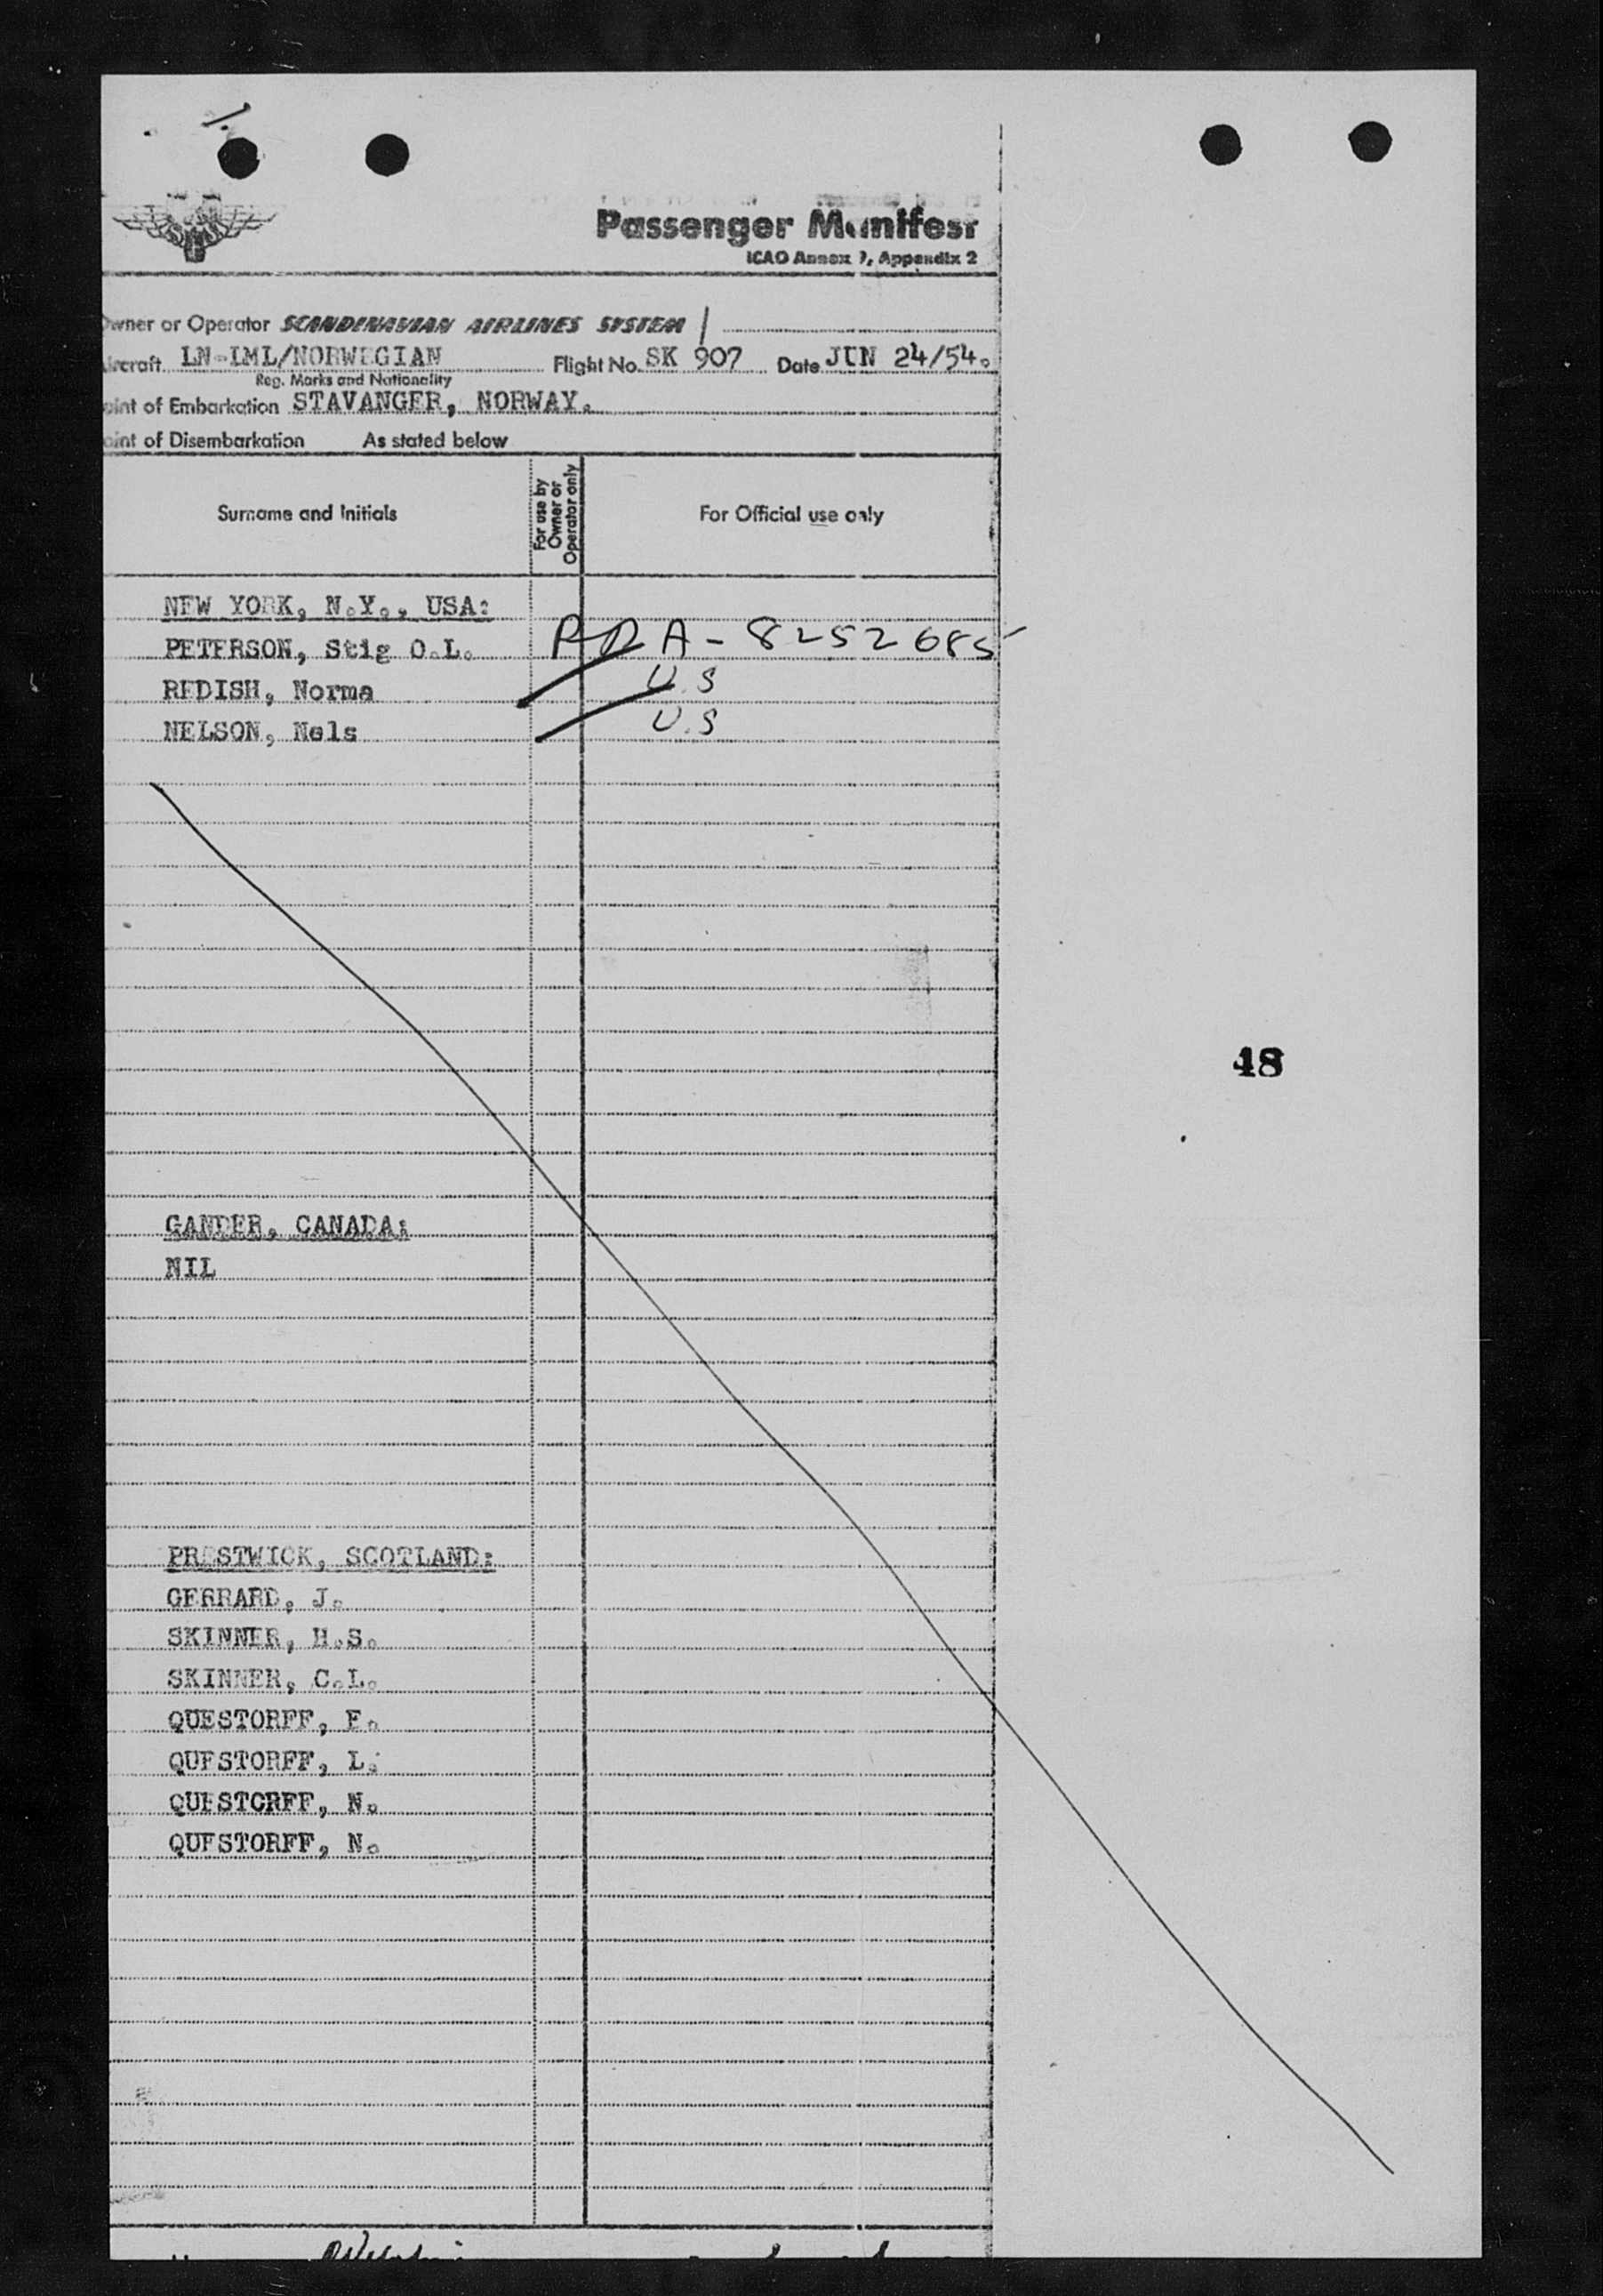 Passenger Manifest
ICAO Annex 9, Appendix 2
Owner or Operator SCANDINAVIAN AIRLINES SYSTEM
Aircraft LN-IML/NORWEGIAN Flight No. SK 907 Date JUN 24/54.
Reg. Marks and Nationality
Point of Embarkation STAVANGER, NORWAY.
Point of Disembarkation As stated below
Surname and Initials For use by Owner or Operator only For Official use only
NEW YORK, N.Y., USA:
PETERSON, Stig O.L. A-8252685
REDISH, Norma U.S
NELSON, Nels U.S
48
GANDER, CANADA:
NIL
PRESTWICK, SCOTLAND:
GERRARD, J.
SKINNER, H.S.
SKINNER, C.L.
QUESTORFF, F.
QUESTORFF, L.
QUESTORFF, N.
QUESTORFF, N.